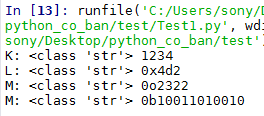 In [13]: runfile('C:/Users/sony/
python_co_ban/test/Test1.py', wdi
sony/Desktop/python_co_ban/test'
K: <class 'str'> 1234
L: <class 'str'> 0x4d2
M: <class 'str'> 0o2322
M: <class 'str'> 0b10011010010